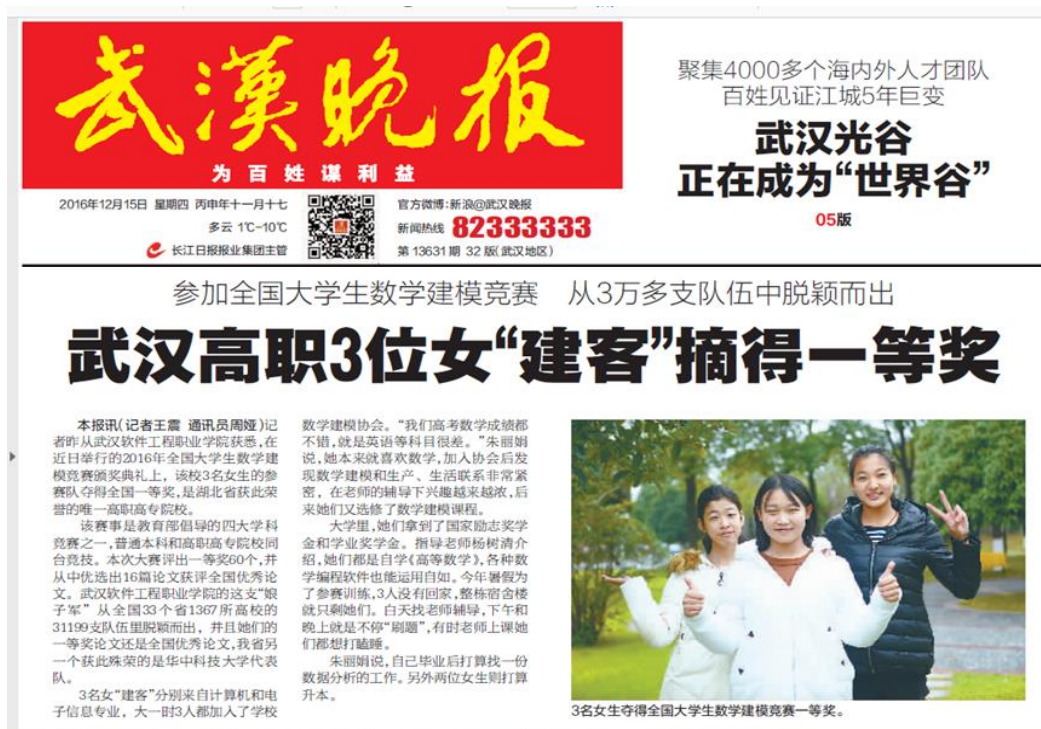 武漢晚报
为百姓谋利益
2016年12月15日 星期四 丙申年十一月十七
多云 1℃-10℃
长江日报报业集团主管
官方微博:新浪@武汉晚报
新闻热线 82333333
第13631期 32版(武汉地区)
聚集4000多个海内外人才团队
百姓见证江城5年巨变
武汉光谷
正在成为“世界谷”
05版
参加全国大学生数学建模竞赛 从3万多支队伍中脱颖而出
武汉高职3位女“建客”摘得一等奖
本报讯(记者王震 通讯员周娅)记
者昨从武汉软件工程职业学院获悉,在
近日举行的2016年全国大学生数学建
模竞赛颁奖典礼上,该校3名女生的参
赛队夺得全国一等奖,是湖北省获此荣
誉的唯一高职高专院校。
该赛事是教育部倡导的四大学科
竞赛之一,普通本科和高职高专院校同
台竞技。本次大赛评出一等奖60个,并
从中优选出16篇论文获评全国优秀论
文。武汉软件工程职业学院的这支“娘
子军”从全国33个省1367所高校的
31199支队伍里脱颖而出,并且她们的
一等奖论文还是全国优秀论文,我省另
一个获此殊荣的是华中科技大学代表
队。
3名女“建客”分别来自计算机和电
子信息专业,大一时3人都加入了学校
数学建模协会。“我们高考数学成绩都
不错,就是英语等科目很差。”朱丽娟
说,她本来就喜欢数学,加入协会后发
现数学建模和生产、生活联系非常紧
密,在老师的辅导下兴趣越来越浓,后
来她们又选修了数学建模课程。
大学里,她们拿到了国家励志奖学
金和学业奖学金。指导老师杨树清介
绍,她们都是自学《高等数学》,各种数
学编程软件也能运用自如。今年暑假为
了参赛训练,3人没有回家,整栋宿舍楼
就只剩她们。白天找老师辅导,下午和
晚上就是不停“刷题”,有时老师上课她
们都想打瞌睡。
朱丽娟说,自己毕业后打算找一份
数据分析的工作。另外两位女生则打算
升本。
3名女生夺得全国大学生数学建模竞赛一等奖。